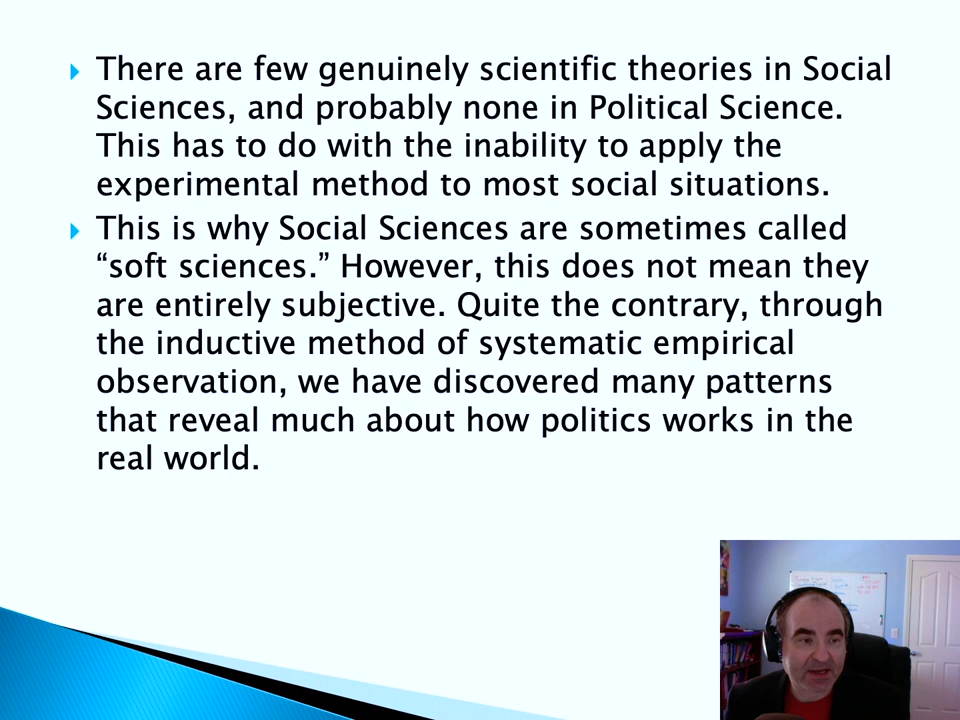 There are few genuinely scientific theories in Social
Sciences, and probably none in Political Science.
This has to do with the inability to apply the
experimental method to most social situations.
This is why Social Sciences are sometimes called
“soft sciences.” However, this does not mean they
are entirely subjective. Quite the contrary, through
the inductive method of systematic empirical
observation, we have discovered many patterns
that reveal much about how politics works in the
real world.